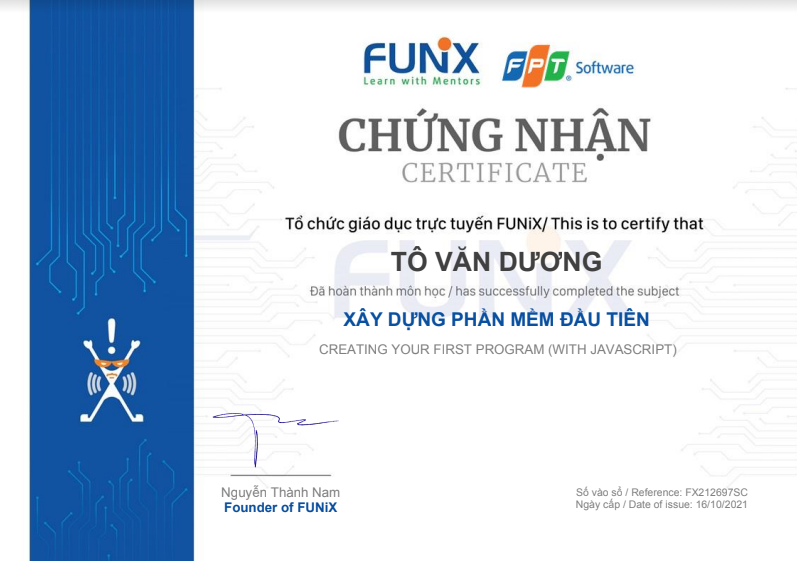 FUNiX
Learn with Mentors
FPT Software
CHỨNG NHẬN
CERTIFICATE
Tổ chức giáo dục trực tuyến FUNiX/ This is to certify that
TÔ VĂN DƯƠNG
Đã hoàn thành môn học / has successfully completed the subject
XÂY DỰNG PHẦN MỀM ĐẦU TIÊN
CREATING YOUR FIRST PROGRAM (WITH JAVASCRIPT)
Nguyễn Thành Nam
Founder of FUNiX
Số vào sổ / Reference: FX212697SC
Ngày cấp / Date of issue: 16/10/2021